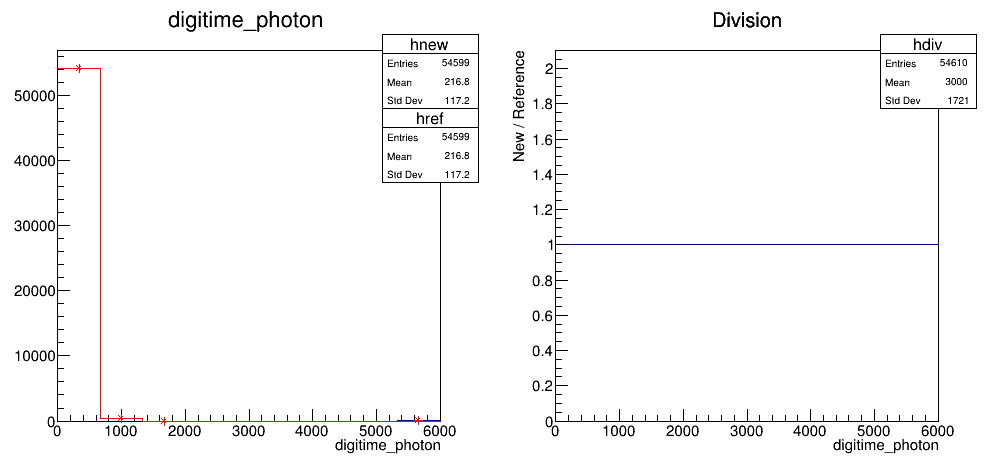 digitime_photon
hnew
Entries 54599
Mean 216.8
Std Dev 117.2
href
Entries 54599
Mean 216.8
Std Dev 117.2
50000
40000
30000
20000
10000
0
0 1000 2000 3000 4000 5000 6000
digitime_photon
Division
hdiv
Entries 54610
Mean 3000
Std Dev 1721
New / Reference
2
1.8
1.6
1.4
1.2
1
0.8
0.6
0.4
0.2
0
0 1000 2000 3000 4000 5000 6000
digitime_photon